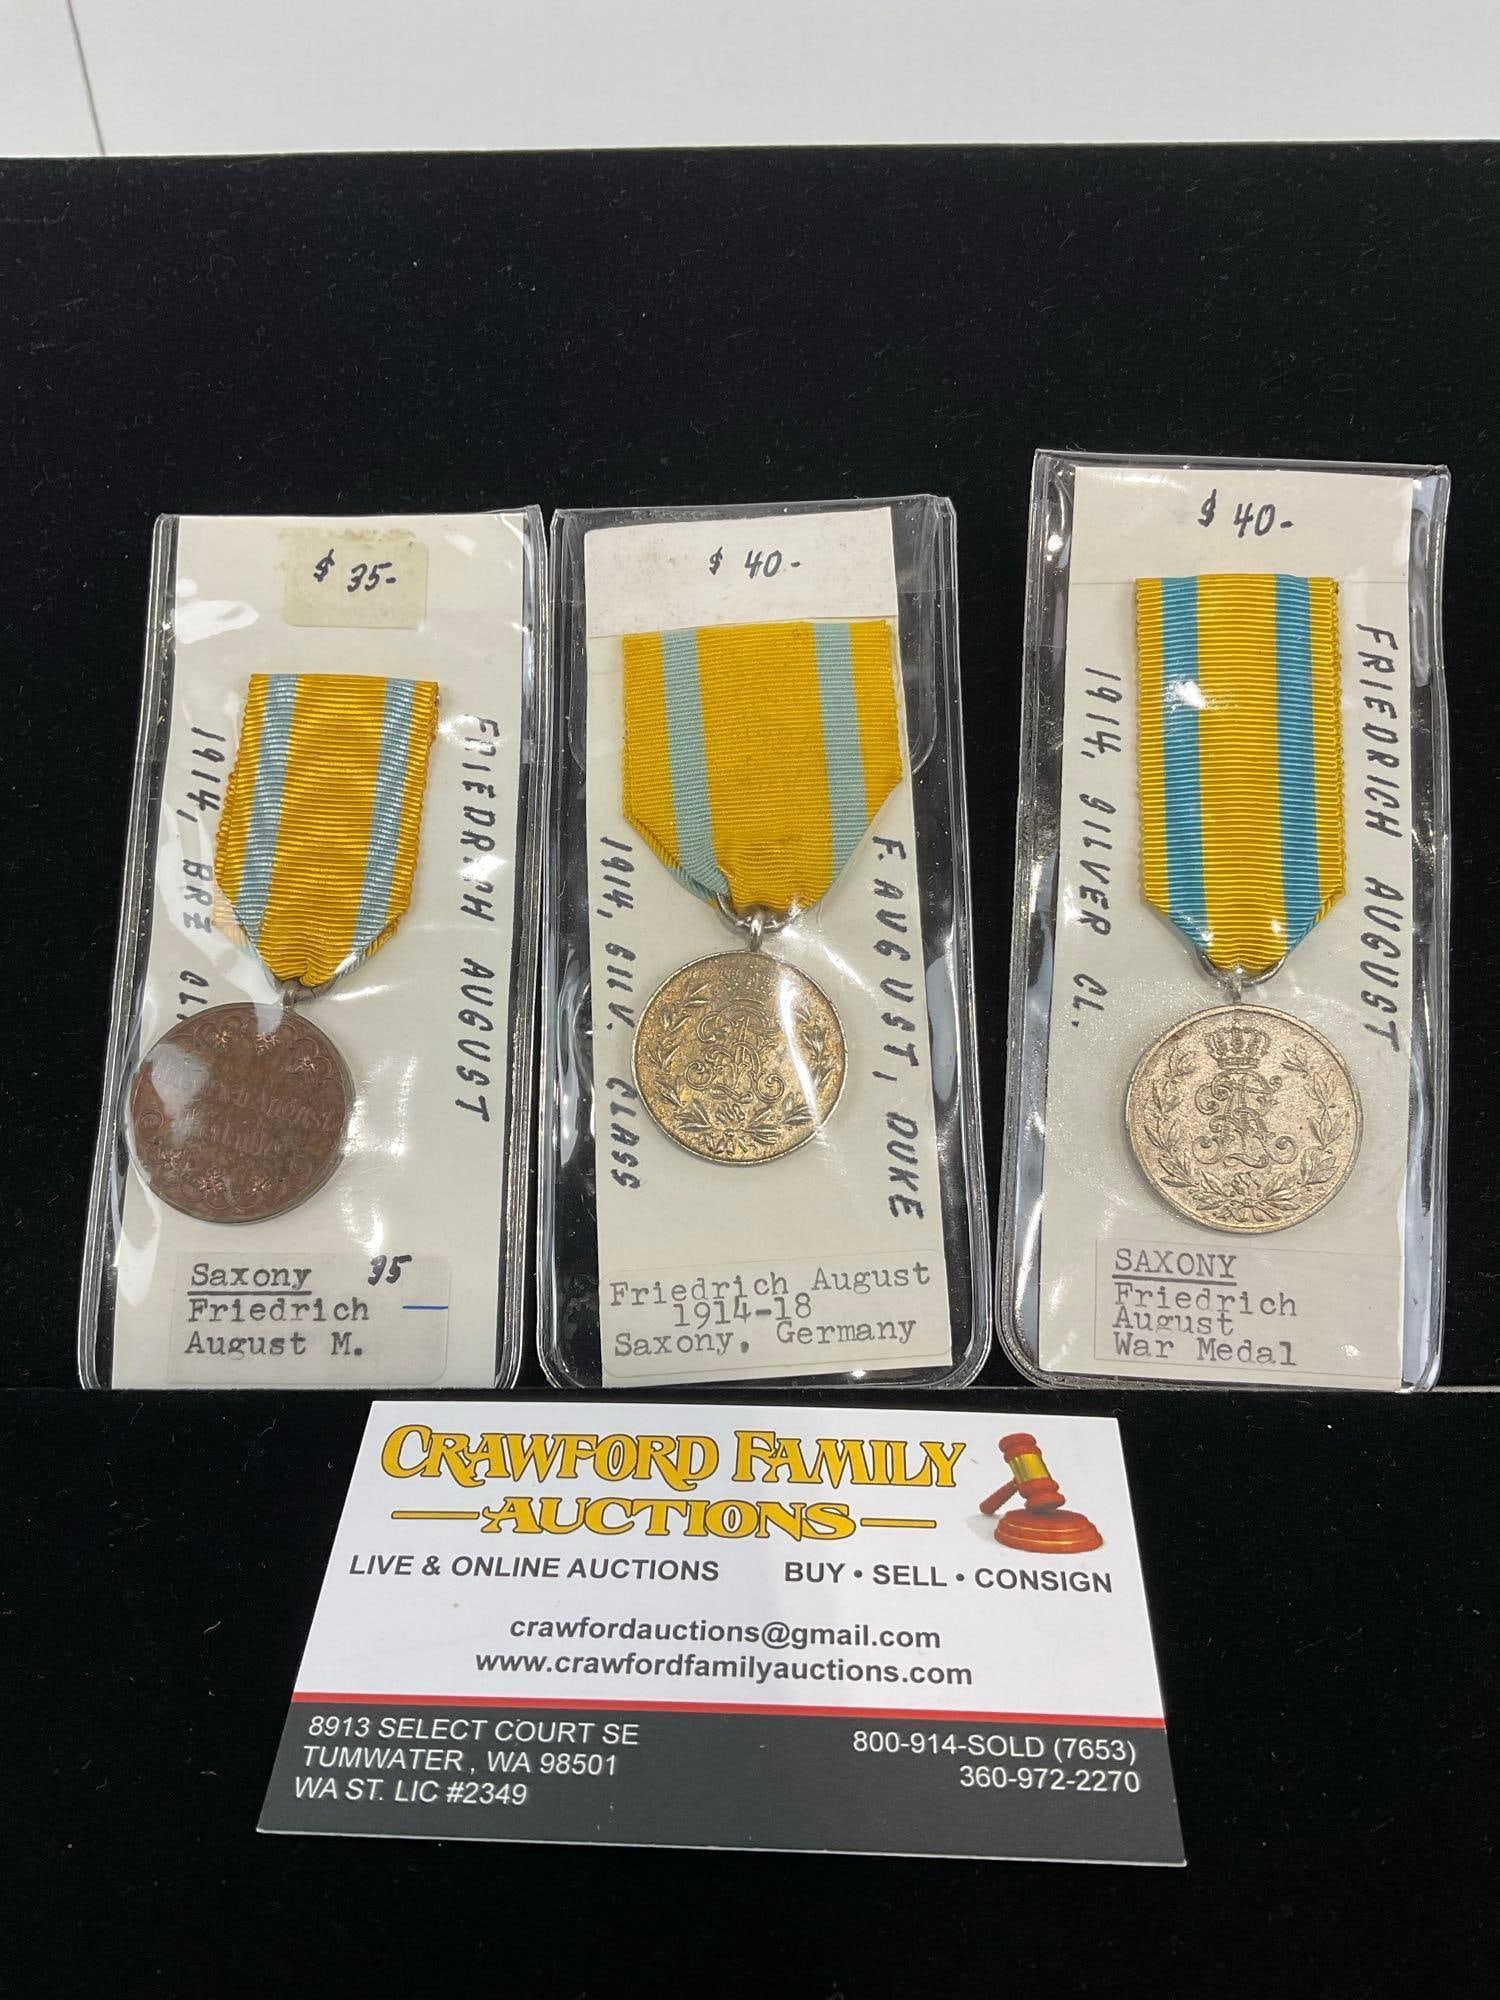 $ 35-
FRIEDRICH AUGUST
1914, BRZ CL.
Saxony 35
Friedrich —
August M.
$ 40-
F. AUGUST, DUKE
1914, SILV. CLASS
Friedrich August
1914-18
Saxony, Germany
$ 40-
FRIEDRICH AUGUST
1914, SILVER CL.
SAXONY
Friedrich
August
War Medal
CRAWFORD FAMILY
—AUCTIONS—
LIVE & ONLINE AUCTIONS BUY • SELL • CONSIGN
crawfordauctions@gmail.com
www.crawfordfamilyauctions.com
8913 SELECT COURT SE
TUMWATER, WA 98501
WA ST. LIC #2349
800-914-SOLD (7653)
360-972-2270